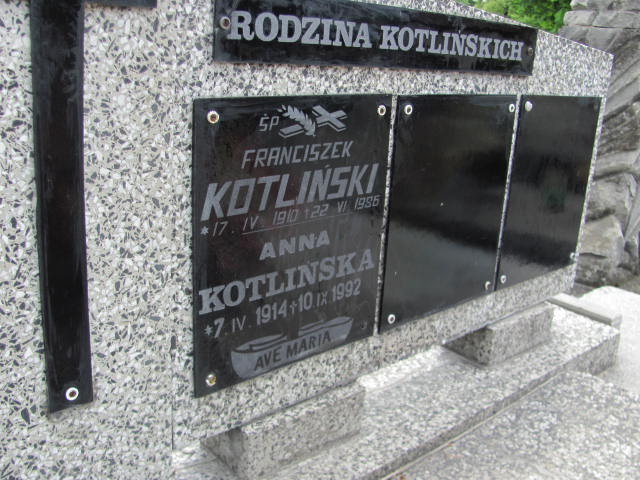 RODZINA KOTLIŃSKICH
ŚP
FRANCISZEK
KOTLIŃSKI
*17. IV. 1910 †22 VI 1986
ANNA
KOTLIŃSKA
*7. IV. 1914 †10 IX 1992
AVE MARIA